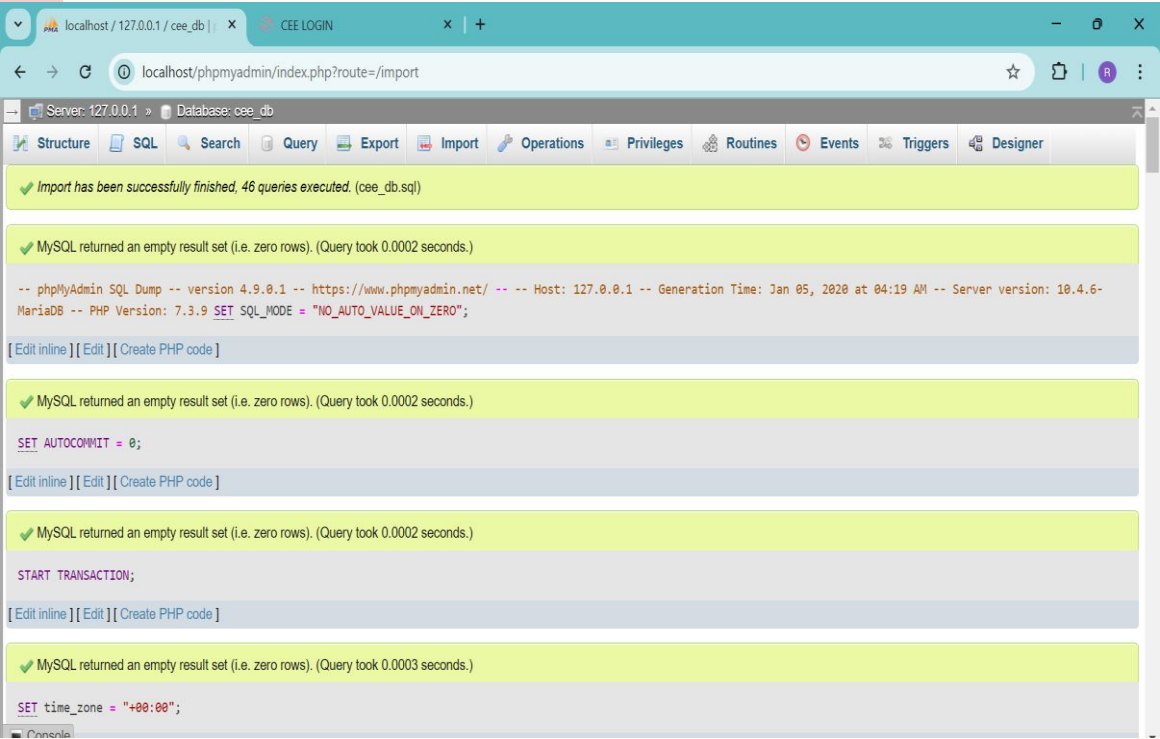 localhost / 127.0.0.1 / cee_db | CEE LOGIN
localhost/phpmyadmin/index.php?route=/import
R
Server: 127.0.0.1 » Database: cee_db
Structure SQL Search Query Export Import Operations Privileges Routines Events Triggers Designer
Import has been successfully finished, 46 queries executed. (cee_db.sql)
MySQL returned an empty result set (i.e. zero rows). (Query took 0.0002 seconds.)
-- phpMyAdmin SQL Dump -- version 4.9.0.1 -- https://www.phpmyadmin.net/ -- -- Host: 127.0.0.1 -- Generation Time: Jan 05, 2020 at 04:19 AM -- Server version: 10.4.6-
MariaDB -- PHP Version: 7.3.9 SET SQL_MODE = "NO_AUTO_VALUE_ON_ZERO";
[ Edit inline ] [ Edit ] [ Create PHP code ]
MySQL returned an empty result set (i.e. zero rows). (Query took 0.0002 seconds.)
SET AUTOCOMMIT = 0;
[ Edit inline ] [ Edit ] [ Create PHP code ]
MySQL returned an empty result set (i.e. zero rows). (Query took 0.0002 seconds.)
START TRANSACTION;
[ Edit inline ] [ Edit ] [ Create PHP code ]
MySQL returned an empty result set (i.e. zero rows). (Query took 0.0003 seconds.)
SET time_zone = "+00:00";
Console